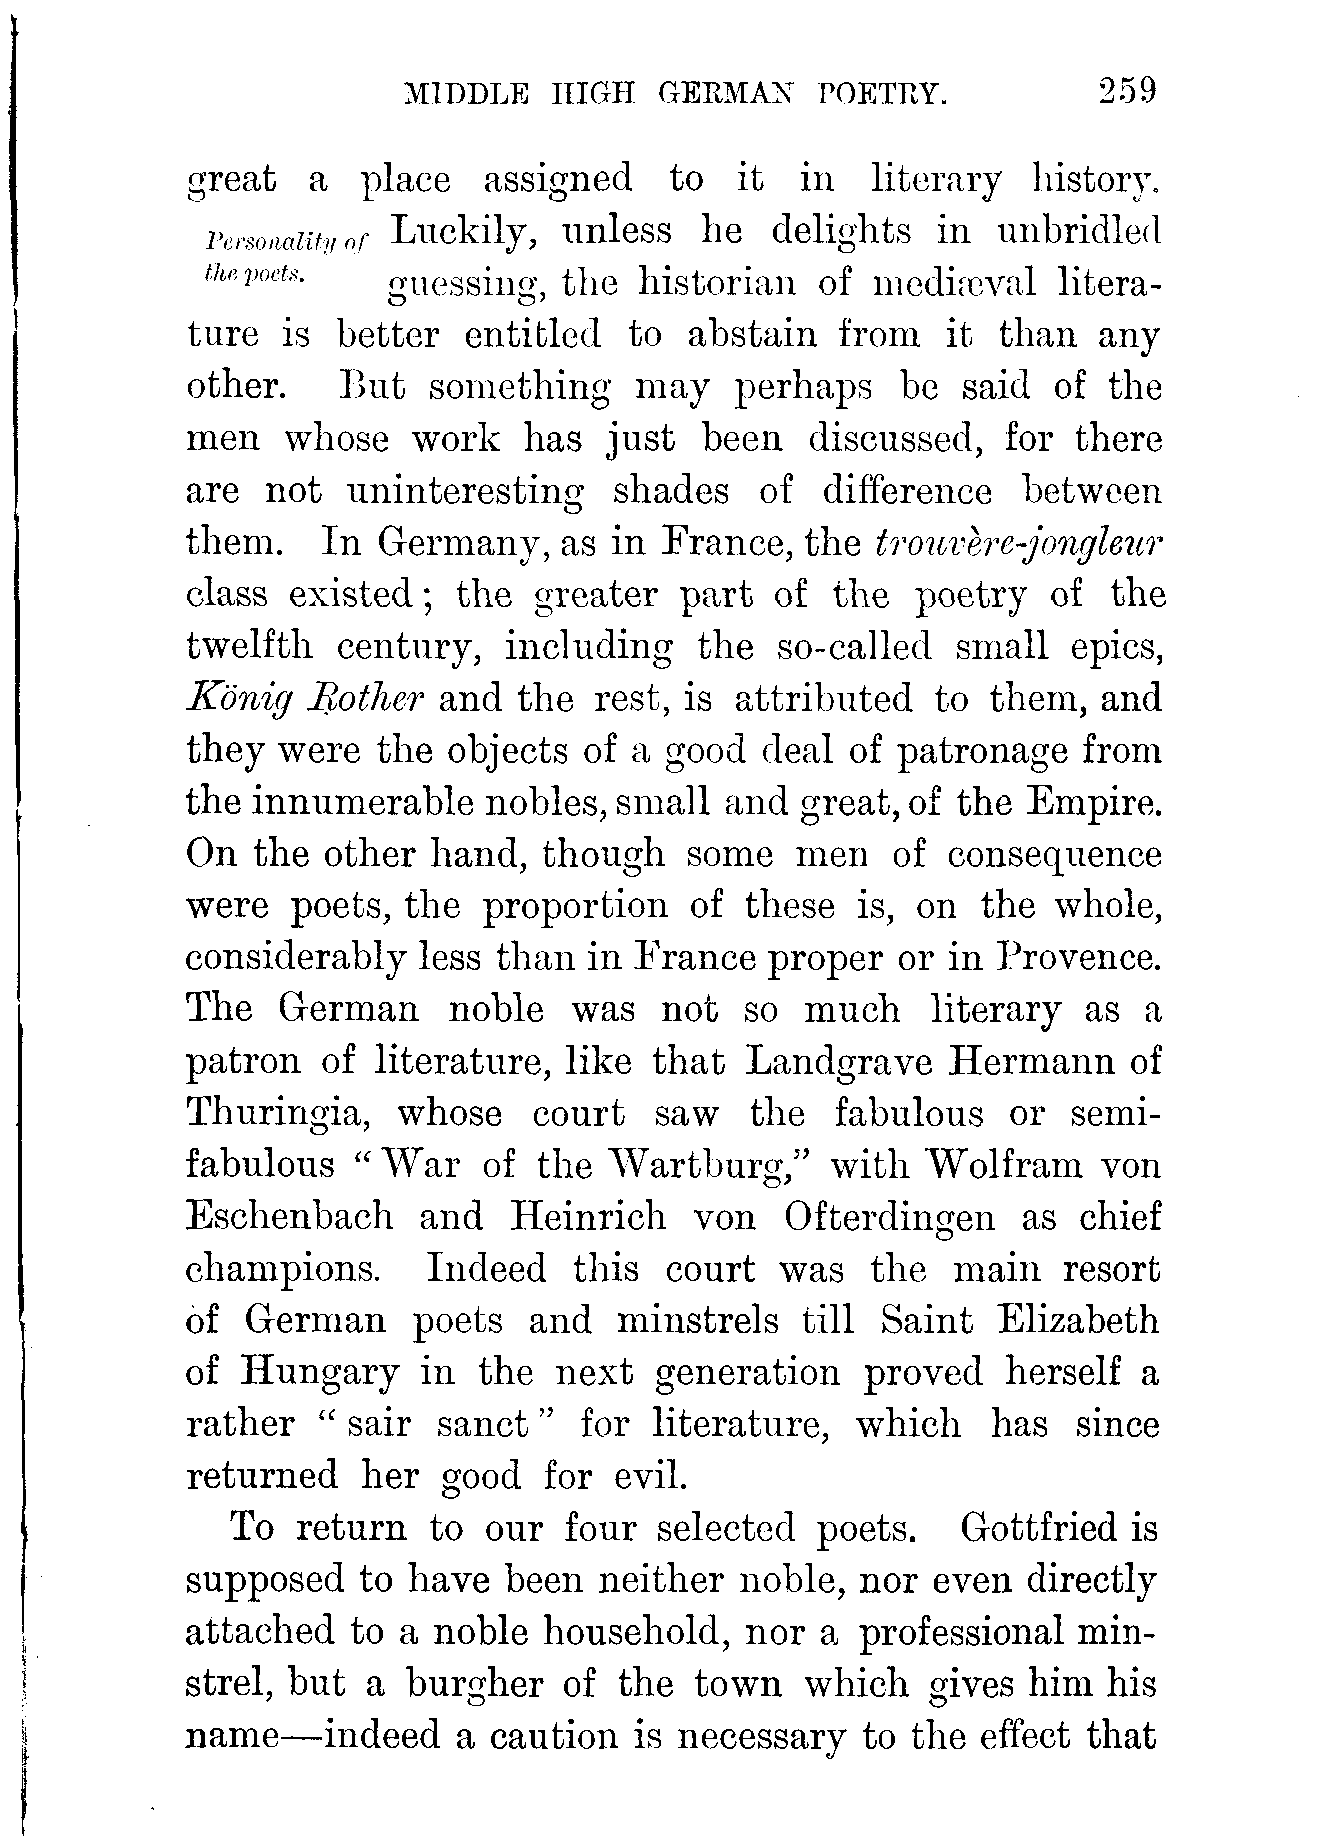 MIDDLE HIGH GERMAN POETRY. 259
great a place assigned to it in literary history.
Personality of the poets.
Luckily, unless he delights in unbridled
guessing, the historian of mediæval litera-
ture is better entitled to abstain from it than any
other. But something may perhaps be said of the
men whose work has just been discussed, for there
are not uninteresting shades of difference between
them. In Germany, as in France, the trouvère-jongleur
class existed; the greater part of the poetry of the
twelfth century, including the so-called small epics,
König Rother and the rest, is attributed to them, and
they were the objects of a good deal of patronage from
the innumerable nobles, small and great, of the Empire.
On the other hand, though some men of consequence
were poets, the proportion of these is, on the whole,
considerably less than in France proper or in Provence.
The German noble was not so much literary as a
patron of literature, like that Landgrave Hermann of
Thuringia, whose court saw the fabulous or semi-
fabulous “War of the Wartburg,” with Wolfram von
Eschenbach and Heinrich von Ofterdingen as chief
champions. Indeed this court was the main resort
of German poets and minstrels till Saint Elizabeth
of Hungary in the next generation proved herself a
rather “sair sanct” for literature, which has since
returned her good for evil.
To return to our four selected poets. Gottfried is
supposed to have been neither noble, nor even directly
attached to a noble household, nor a professional min-
strel, but a burgher of the town which gives him his
name—indeed a caution is necessary to the effect that